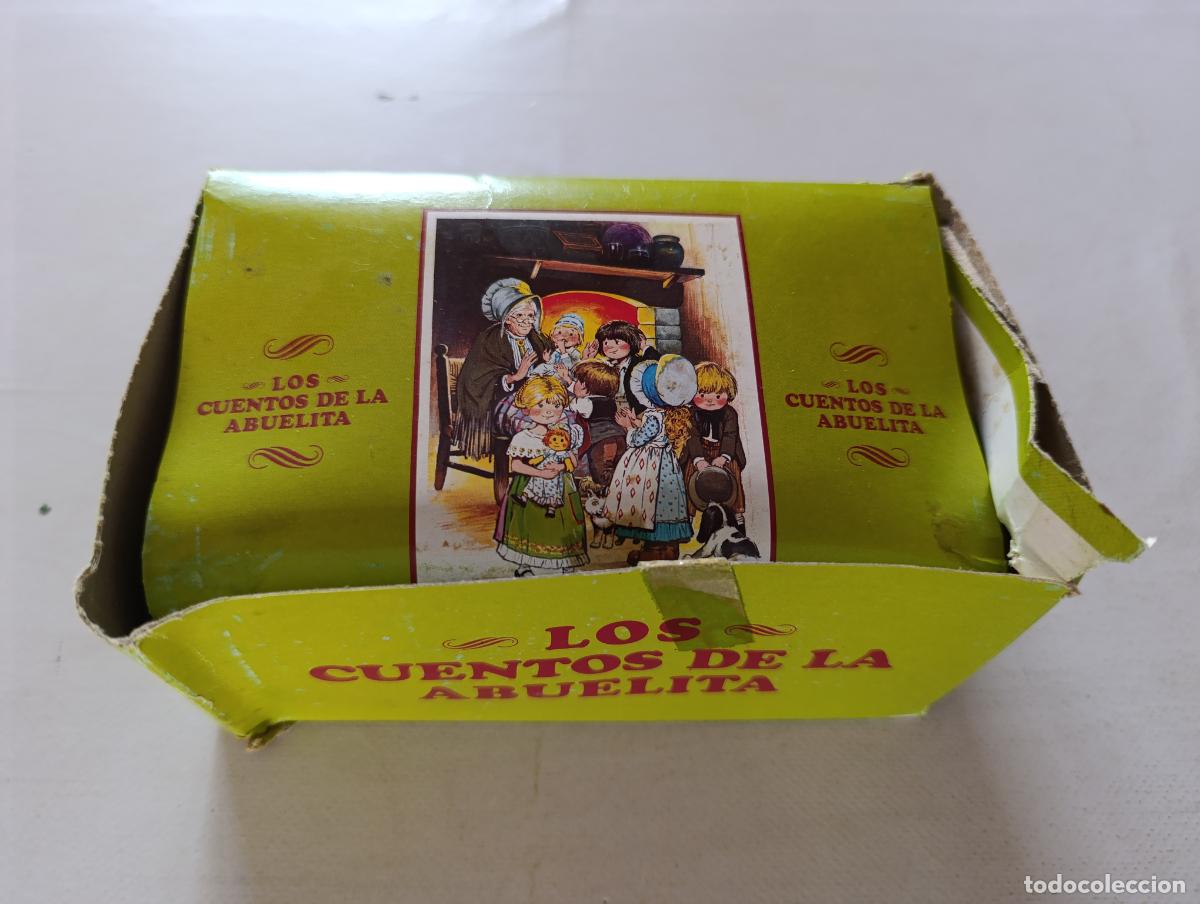 LOS
CUENTOS DE LA
ABUELITA
LOS
CUENTOS DE LA
ABUELITA
LOS
CUENTOS DE LA
ABUELITA
todocoleccion